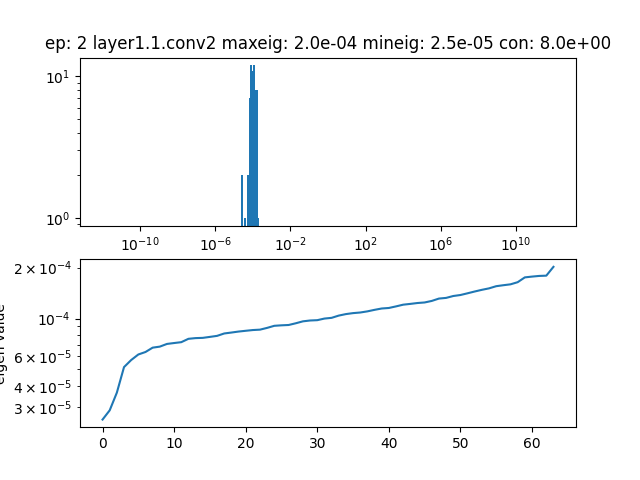 ep: 2 layer1.1.conv2 maxeig: 2.0e-04 mineig: 2.5e-05 con: 8.0e+00
10¹
10⁰
10⁻¹⁰ 10⁻⁶ 10⁻² 10² 10⁶ 10¹⁰
2 × 10⁻⁴
10⁻⁴
6 × 10⁻⁵
4 × 10⁻⁵
3 × 10⁻⁵
eigen value
0 10 20 30 40 50 60